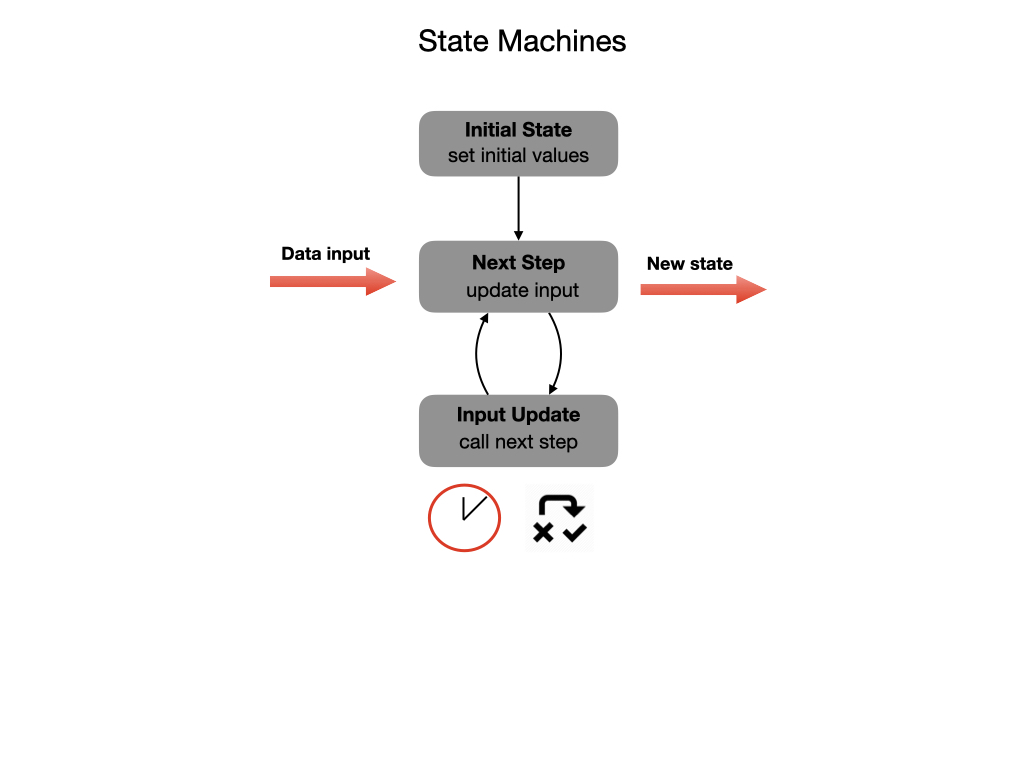 State Machines
Initial State
set initial values
Data input
Next Step
update input
New state
Input Update
call next step